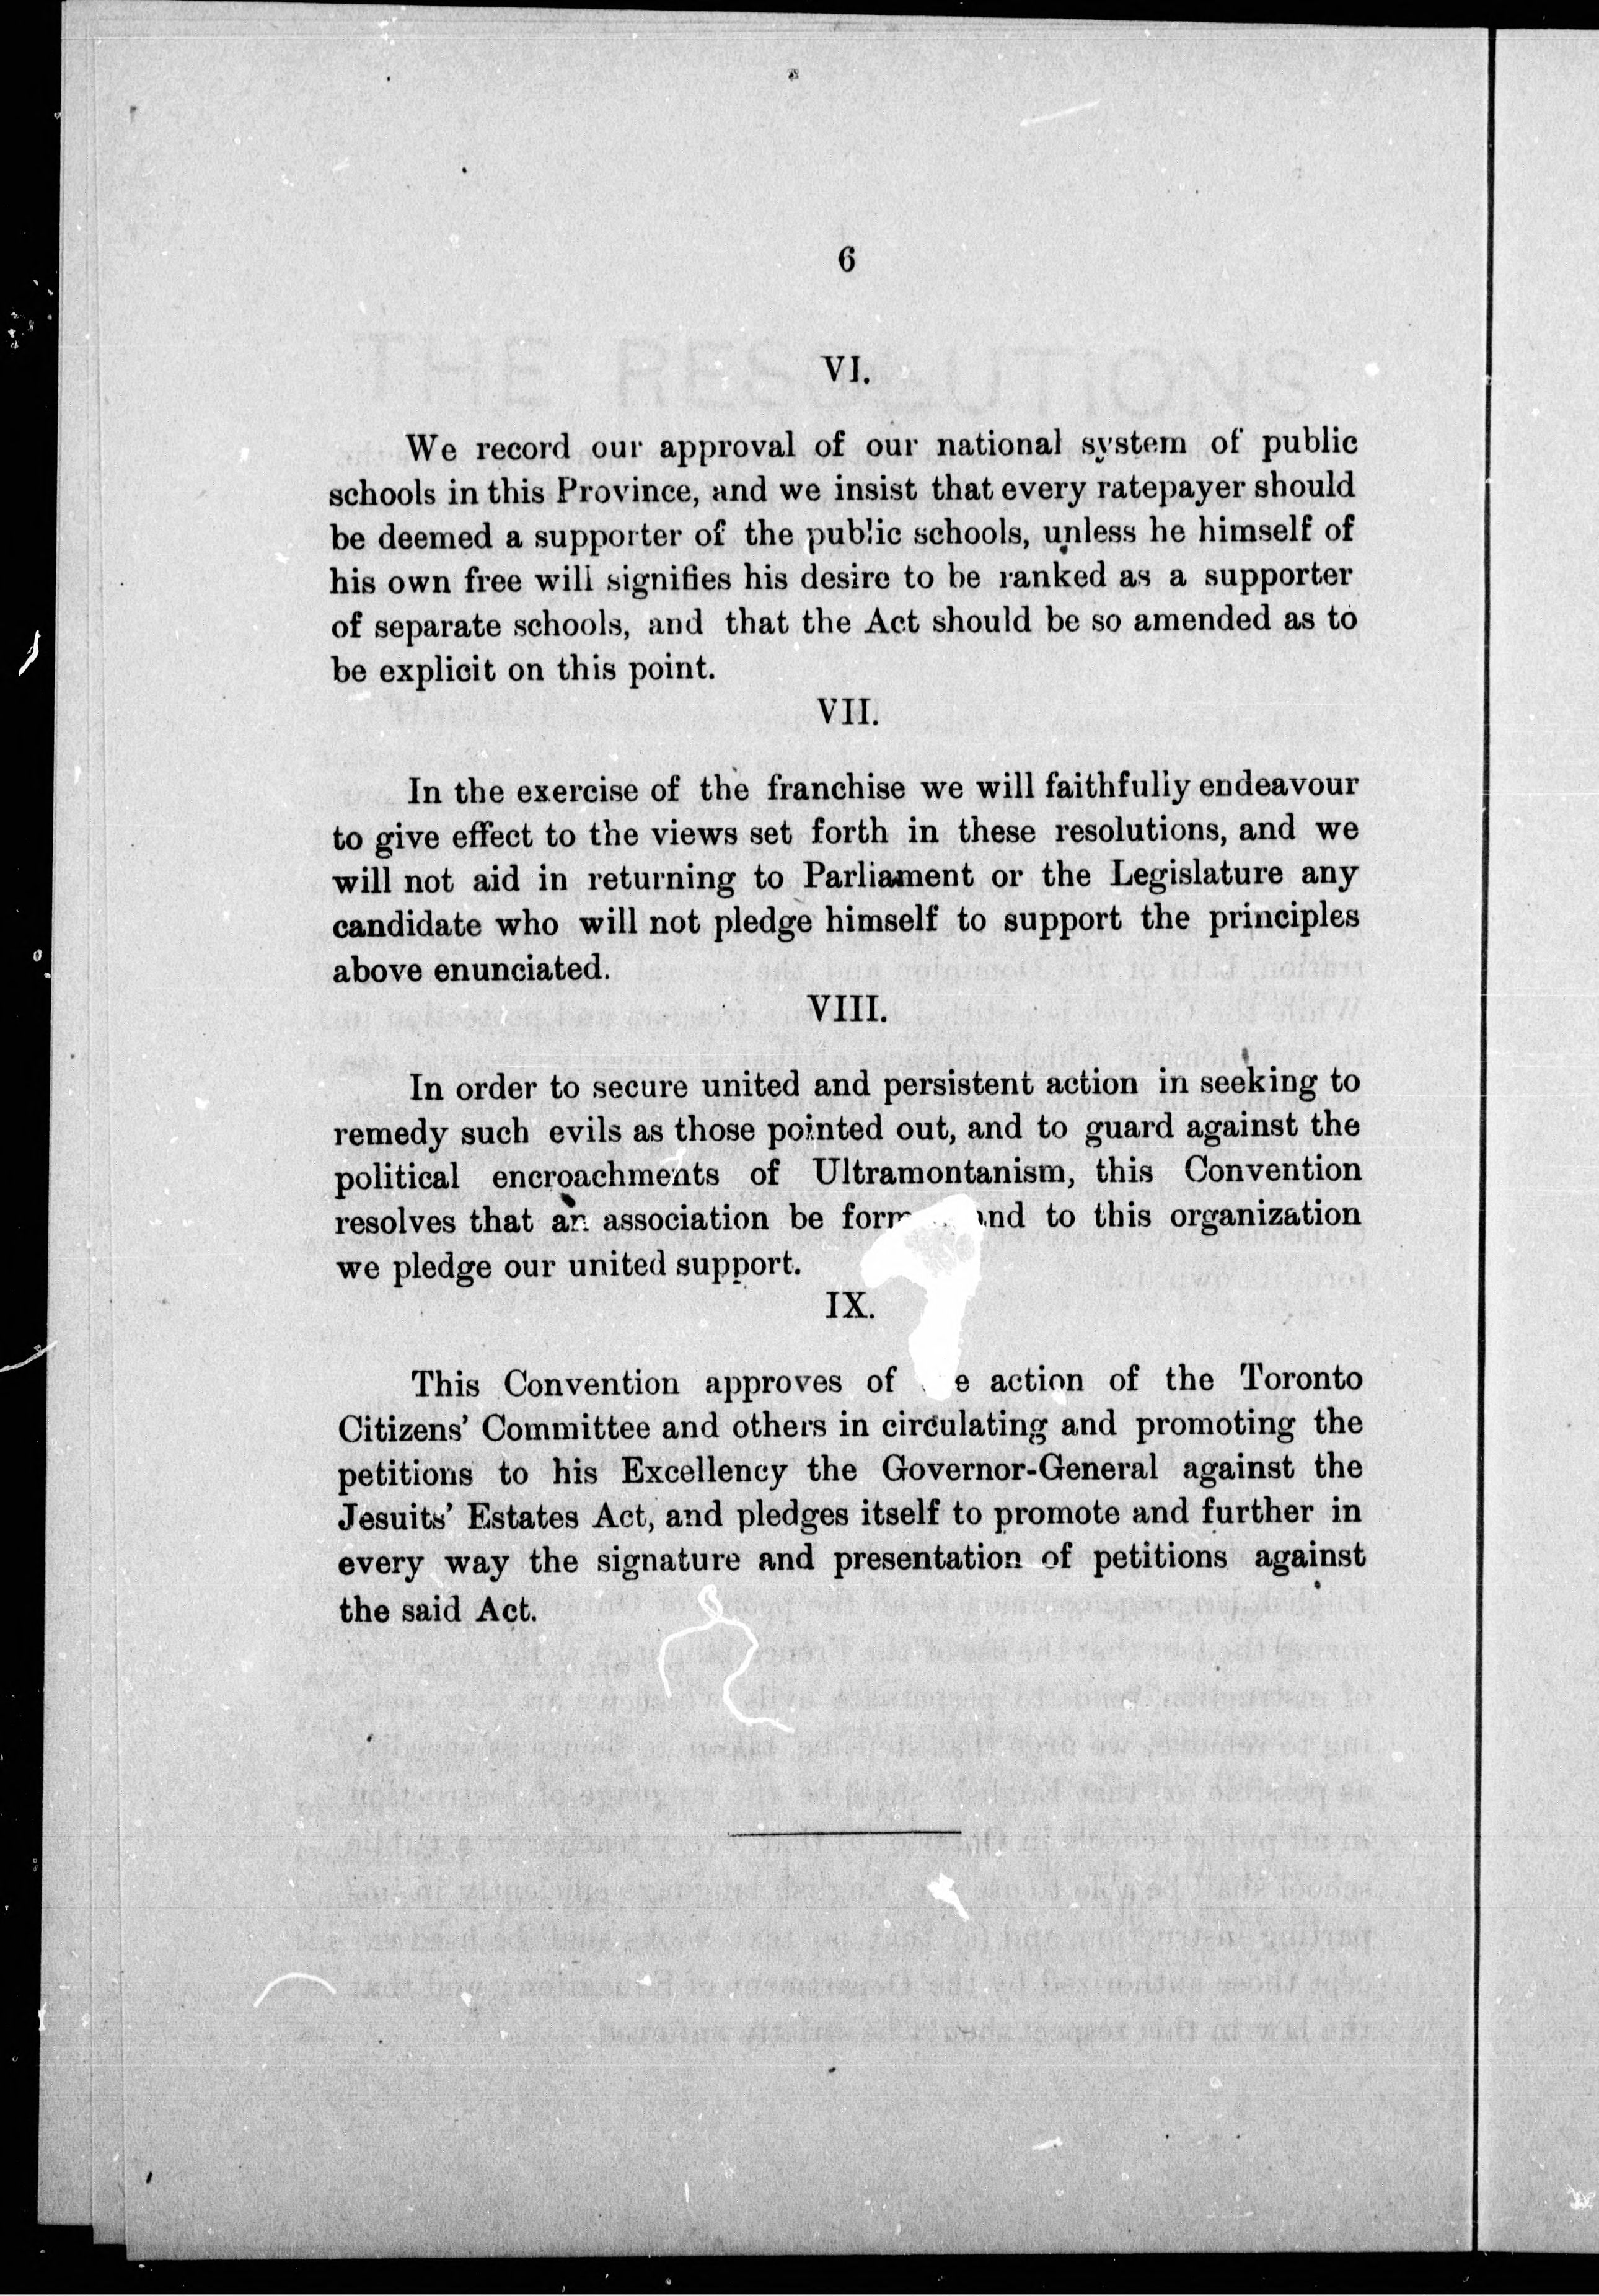 6
VI.
We record our approval of our national system of public
schools in this Province, and we insist that every ratepayer should
be deemed a supporter of the public schools, unless he himself of
his own free will signifies his desire to be ranked as a supporter
of separate schools, and that the Act should be so amended as to
be explicit on this point.
VII.
In the exercise of the franchise we will faithfully endeavour
to give effect to the views set forth in these resolutions, and we
will not aid in returning to Parliament or the Legislature any
candidate who will not pledge himself to support the principles
above enunciated.
VIII.
In order to secure united and persistent action in seeking to
remedy such evils as those pointed out, and to guard against the
political encroachments of Ultramontanism, this Convention
resolves that an association be and to this organization
we pledge our united support.
IX.
This Convention approves of action of the Toronto
Citizens' Committee and others in circulating and promoting the
petitions to his Excellency the Governor-General against the
Jesuits' Estates Act, and pledges itself to promote and further in
every way the signature and presentation of petitions against
the said Act.